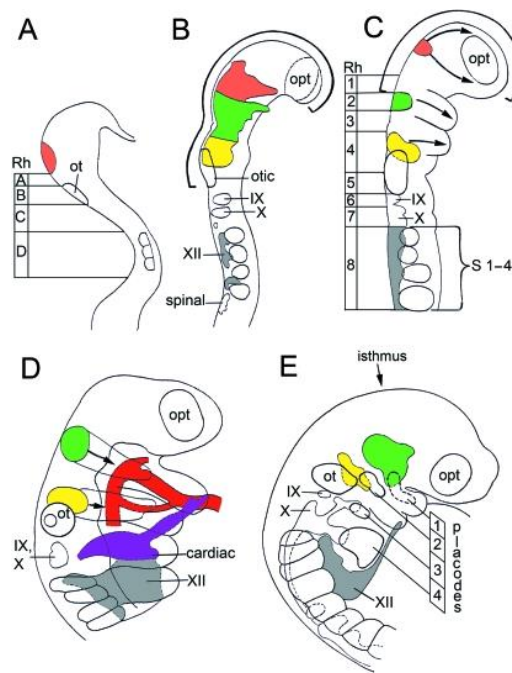 A
Rh
A
B
C
D
ot
B
opt
otic
IX
X
XII
spinal
C
Rh
1
2
3
4
5
6
7
8
opt
IX
X
S 1–4
D
opt
ot
IX,
X
cardiac
XII
E
isthmus
ot
opt
IX
X
XII
1
2
3
4
placodes